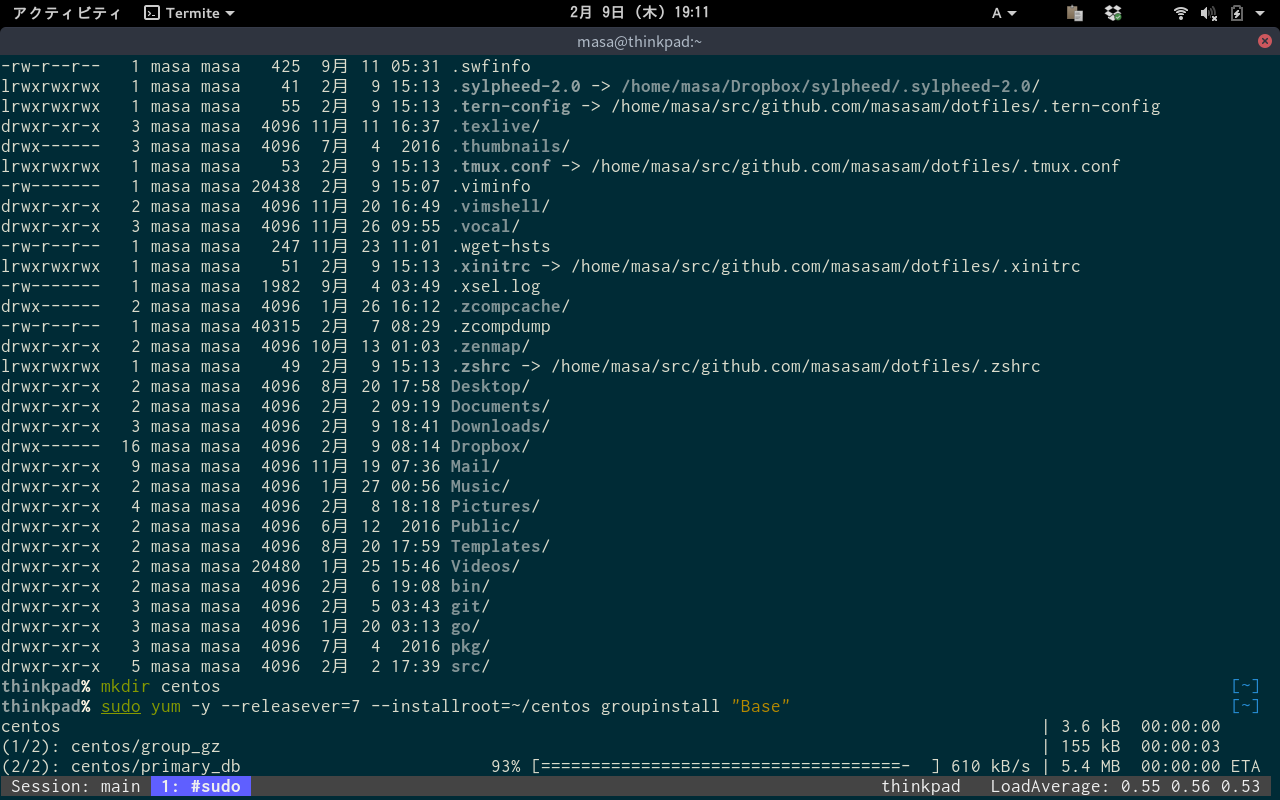 アクティビティ Termite 2月 9日 (木) 19:11 A
masa@thinkpad:~
-rw-r--r-- 1 masa masa 425 9月 11 05:31 .swfinfo
lrwxrwxrwx 1 masa masa 41 2月 9 15:13 .sylpheed-2.0 -> /home/masa/Dropbox/sylpheed/.sylpheed-2.0/
lrwxrwxrwx 1 masa masa 55 2月 9 15:13 .tern-config -> /home/masa/src/github.com/masasam/dotfiles/.tern-config
drwxr-xr-x 3 masa masa 4096 11月 11 16:37 .texlive/
drwx------ 3 masa masa 4096 7月 4 2016 .thumbnails/
lrwxrwxrwx 1 masa masa 53 2月 9 15:13 .tmux.conf -> /home/masa/src/github.com/masasam/dotfiles/.tmux.conf
-rw------- 1 masa masa 20438 2月 9 15:07 .viminfo
drwxr-xr-x 2 masa masa 4096 11月 20 16:49 .vimshell/
drwxr-xr-x 3 masa masa 4096 11月 26 09:55 .vocal/
-rw-r--r-- 1 masa masa 247 11月 23 11:01 .wget-hsts
lrwxrwxrwx 1 masa masa 51 2月 9 15:13 .xinitrc -> /home/masa/src/github.com/masasam/dotfiles/.xinitrc
-rw------- 1 masa masa 1982 9月 4 03:49 .xsel.log
drwx------ 2 masa masa 4096 1月 26 16:12 .zcompcache/
-rw-r--r-- 1 masa masa 40315 2月 7 08:29 .zcompdump
drwxr-xr-x 2 masa masa 4096 10月 13 01:03 .zenmap/
lrwxrwxrwx 1 masa masa 49 2月 9 15:13 .zshrc -> /home/masa/src/github.com/masasam/dotfiles/.zshrc
drwxr-xr-x 2 masa masa 4096 8月 20 17:58 Desktop/
drwxr-xr-x 2 masa masa 4096 2月 2 09:19 Documents/
drwxr-xr-x 3 masa masa 4096 2月 9 18:41 Downloads/
drwx------ 16 masa masa 4096 2月 9 08:14 Dropbox/
drwxr-xr-x 9 masa masa 4096 11月 19 07:36 Mail/
drwxr-xr-x 2 masa masa 4096 1月 27 00:56 Music/
drwxr-xr-x 4 masa masa 4096 2月 8 18:18 Pictures/
drwxr-xr-x 2 masa masa 4096 6月 12 2016 Public/
drwxr-xr-x 2 masa masa 4096 8月 20 17:59 Templates/
drwxr-xr-x 2 masa masa 20480 1月 25 15:46 Videos/
drwxr-xr-x 2 masa masa 4096 2月 6 19:08 bin/
drwxr-xr-x 3 masa masa 4096 2月 5 03:43 git/
drwxr-xr-x 3 masa masa 4096 1月 20 03:13 go/
drwxr-xr-x 3 masa masa 4096 7月 4 2016 pkg/
drwxr-xr-x 5 masa masa 4096 2月 2 17:39 src/
thinkpad% mkdir centos [~]
thinkpad% sudo yum -y --releasever=7 --installroot=~/centos groupinstall "Base" [~]
centos | 3.6 kB 00:00:00
(1/2): centos/group_gz | 155 kB 00:00:03
(2/2): centos/primary_db 93% [====================================- ] 610 kB/s | 5.4 MB 00:00:00 ETA
Session: main 1: #sudo thinkpad LoadAverage: 0.55 0.56 0.53